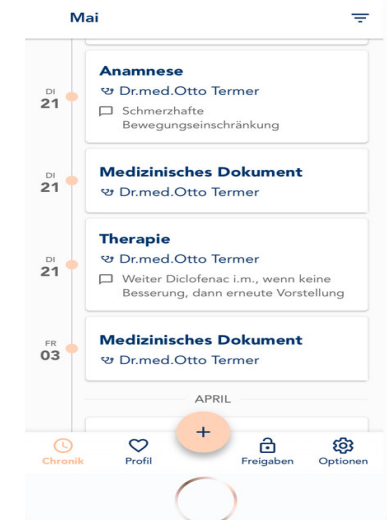 Mai
Anamnese
DI
21
Dr.med.Otto Termer
Schmerzhafte
Bewegungseinschränkung
DI
21
Medizinisches Dokument
Dr.med.Otto Termer
Therapie
DI
21
Dr.med.Otto Termer
Weiter Diclofenac i.m., wenn keine
Besserung, dann erneute Vorstellung
FR
03
Medizinisches Dokument
Dr.med.Otto Termer
APRIL
+
Chronik
Profil
Freigaben
Optionen